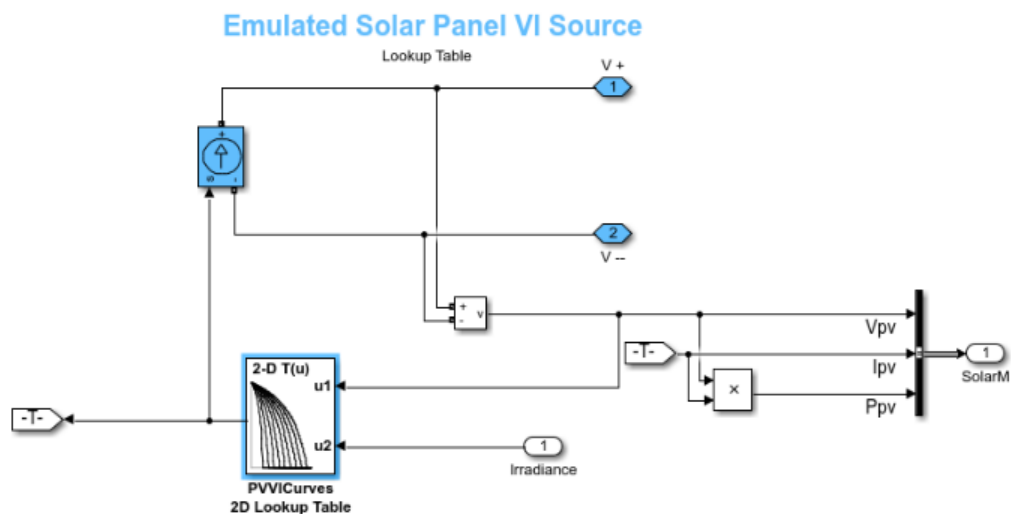 Emulated Solar Panel VI Source
Lookup Table
V +
1
+
s
-
2
V --
+
-
v
Vpv
-T-
Ipv
1
SolarM
×
Ppv
2-D T(u)
u1
-T-
u2
1
Irradiance
PVVICurves
2D Lookup Table